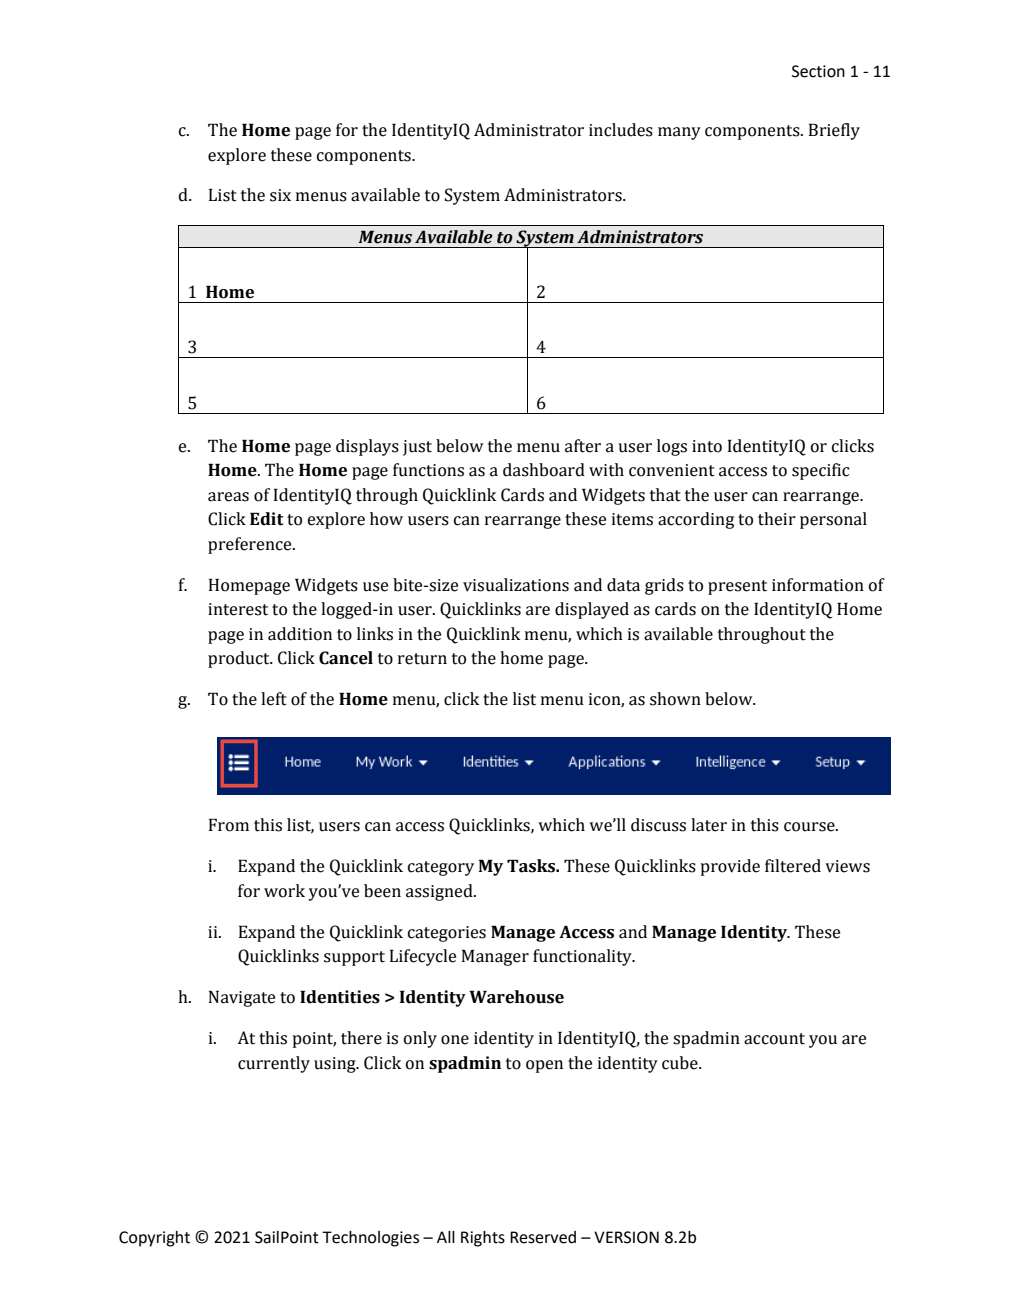 Section 1 - 11
c. The Home page for the IdentityIQ Administrator includes many components. Briefly
explore these components.
d. List the six menus available to System Administrators.
Menus Available to System Administrators
1 Home 2
3 4
5 6
e. The Home page displays just below the menu after a user logs into IdentityIQ or clicks
Home. The Home page functions as a dashboard with convenient access to specific
areas of IdentityIQ through Quicklink Cards and Widgets that the user can rearrange.
Click Edit to explore how users can rearrange these items according to their personal
preference.
f. Homepage Widgets use bite-size visualizations and data grids to present information of
interest to the logged-in user. Quicklinks are displayed as cards on the IdentityIQ Home
page in addition to links in the Quicklink menu, which is available throughout the
product. Click Cancel to return to the home page.
g. To the left of the Home menu, click the list menu icon, as shown below.
Home My Work Identities Applications Intelligence Setup
From this list, users can access Quicklinks, which we’ll discuss later in this course.
i. Expand the Quicklink category My Tasks. These Quicklinks provide filtered views
for work you’ve been assigned.
ii. Expand the Quicklink categories Manage Access and Manage Identity. These
Quicklinks support Lifecycle Manager functionality.
h. Navigate to Identities > Identity Warehouse
i. At this point, there is only one identity in IdentityIQ, the spadmin account you are
currently using. Click on spadmin to open the identity cube.
Copyright © 2021 SailPoint Technologies – All Rights Reserved – VERSION 8.2b